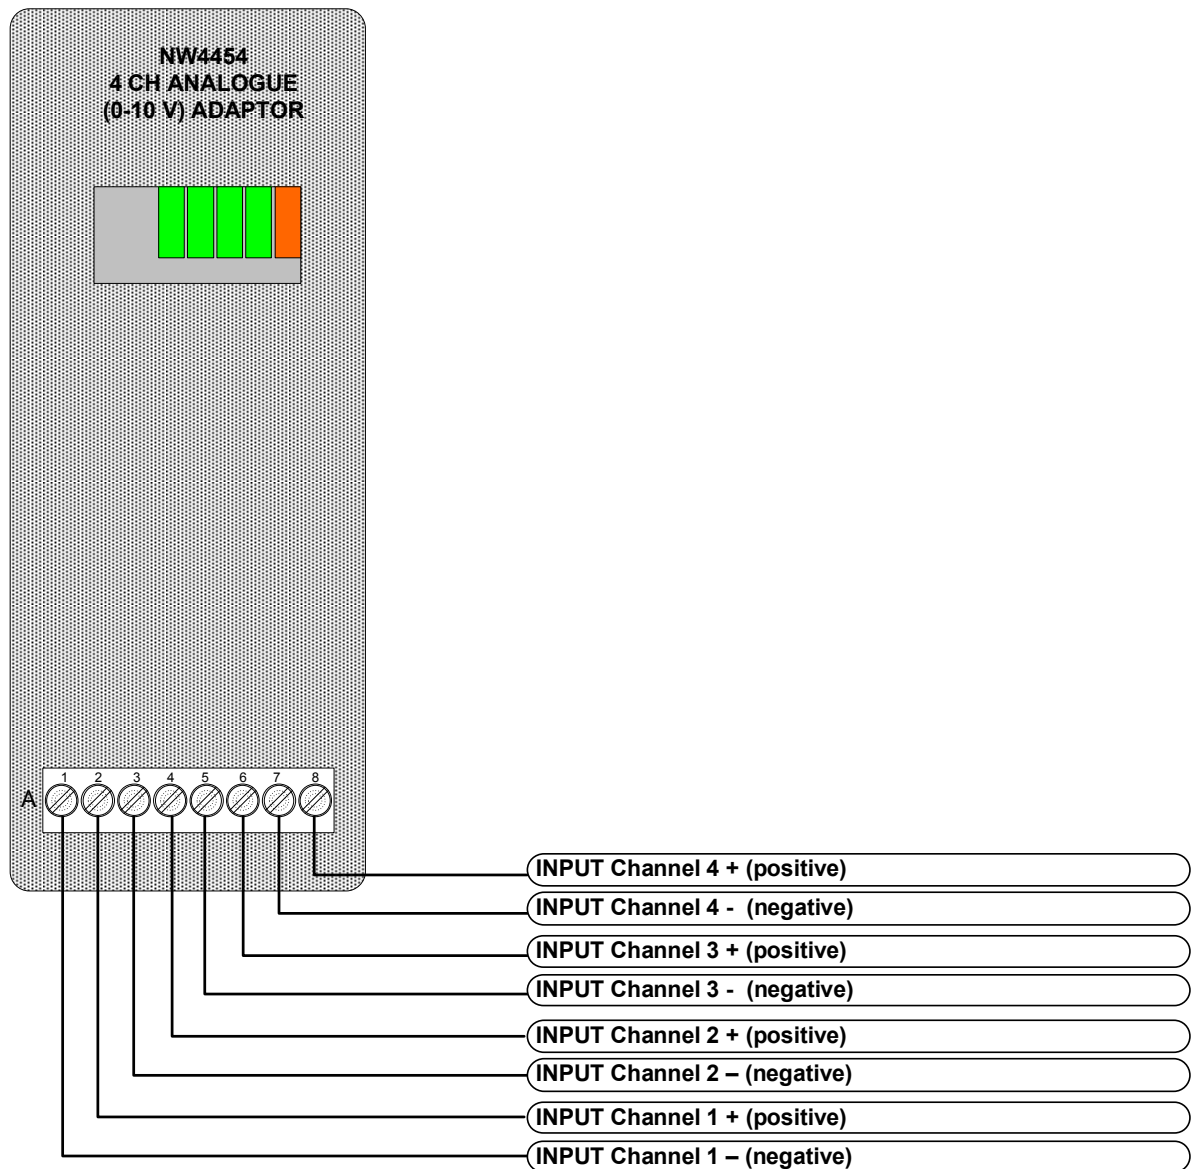 NW4454
4 CH ANALOGUE
(0-10 V) ADAPTOR
1 2 3 4 5 6 7 8
A
INPUT Channel 4 + (positive)
INPUT Channel 4 - (negative)
INPUT Channel 3 + (positive)
INPUT Channel 3 - (negative)
INPUT Channel 2 + (positive)
INPUT Channel 2 – (negative)
INPUT Channel 1 + (positive)
INPUT Channel 1 – (negative)